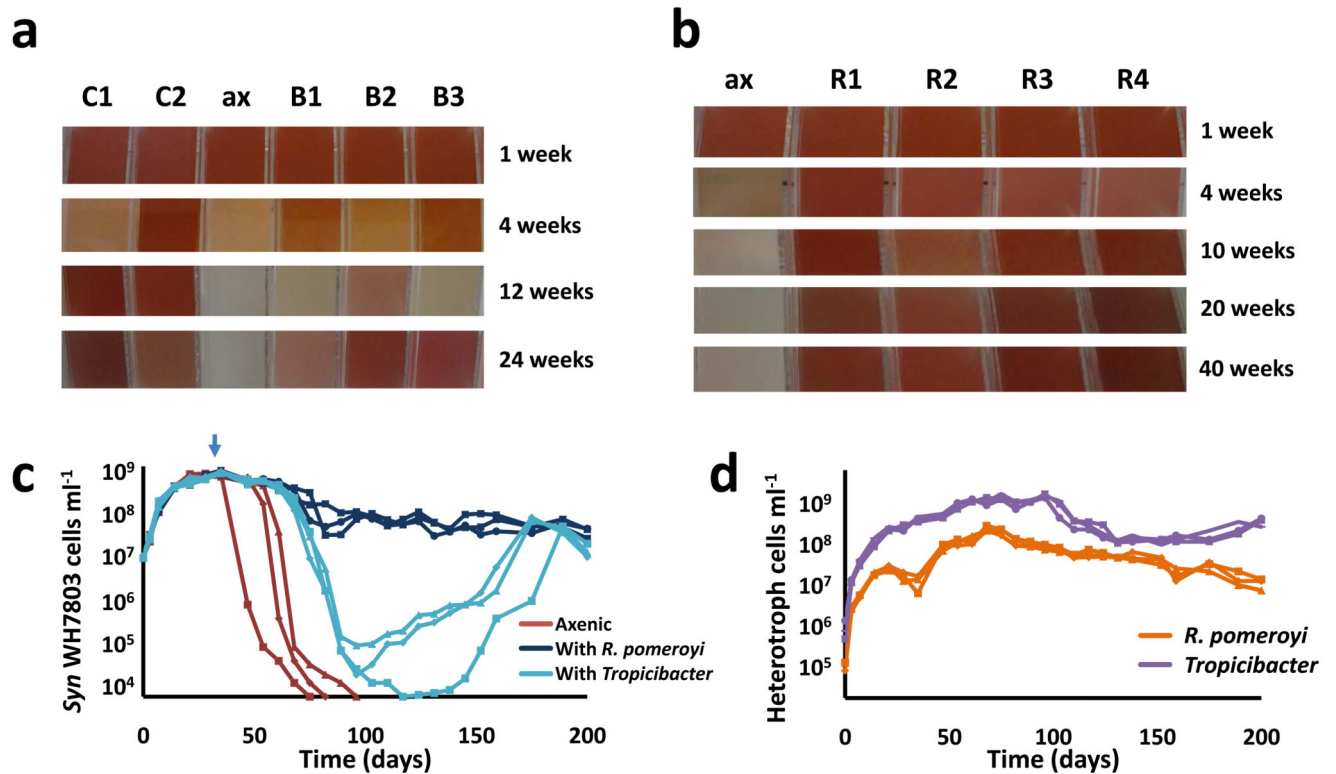 a
C1 C2 ax B1 B2 B3
1 week
4 weeks
12 weeks
24 weeks
b
ax R1 R2 R3 R4
1 week
4 weeks
10 weeks
20 weeks
40 weeks
c
Syn WH7803 cells ml⁻¹
10⁹
10⁸
10⁷
10⁶
10⁵
10⁴
Axenic
With R. pomeroyi
With Tropicibacter
0 50 100 150 200
Time (days)
d
Heterotroph cells ml⁻¹
10⁹
10⁸
10⁷
10⁶
10⁵
R. pomeroyi
Tropicibacter
0 50 100 150 200
Time (days)